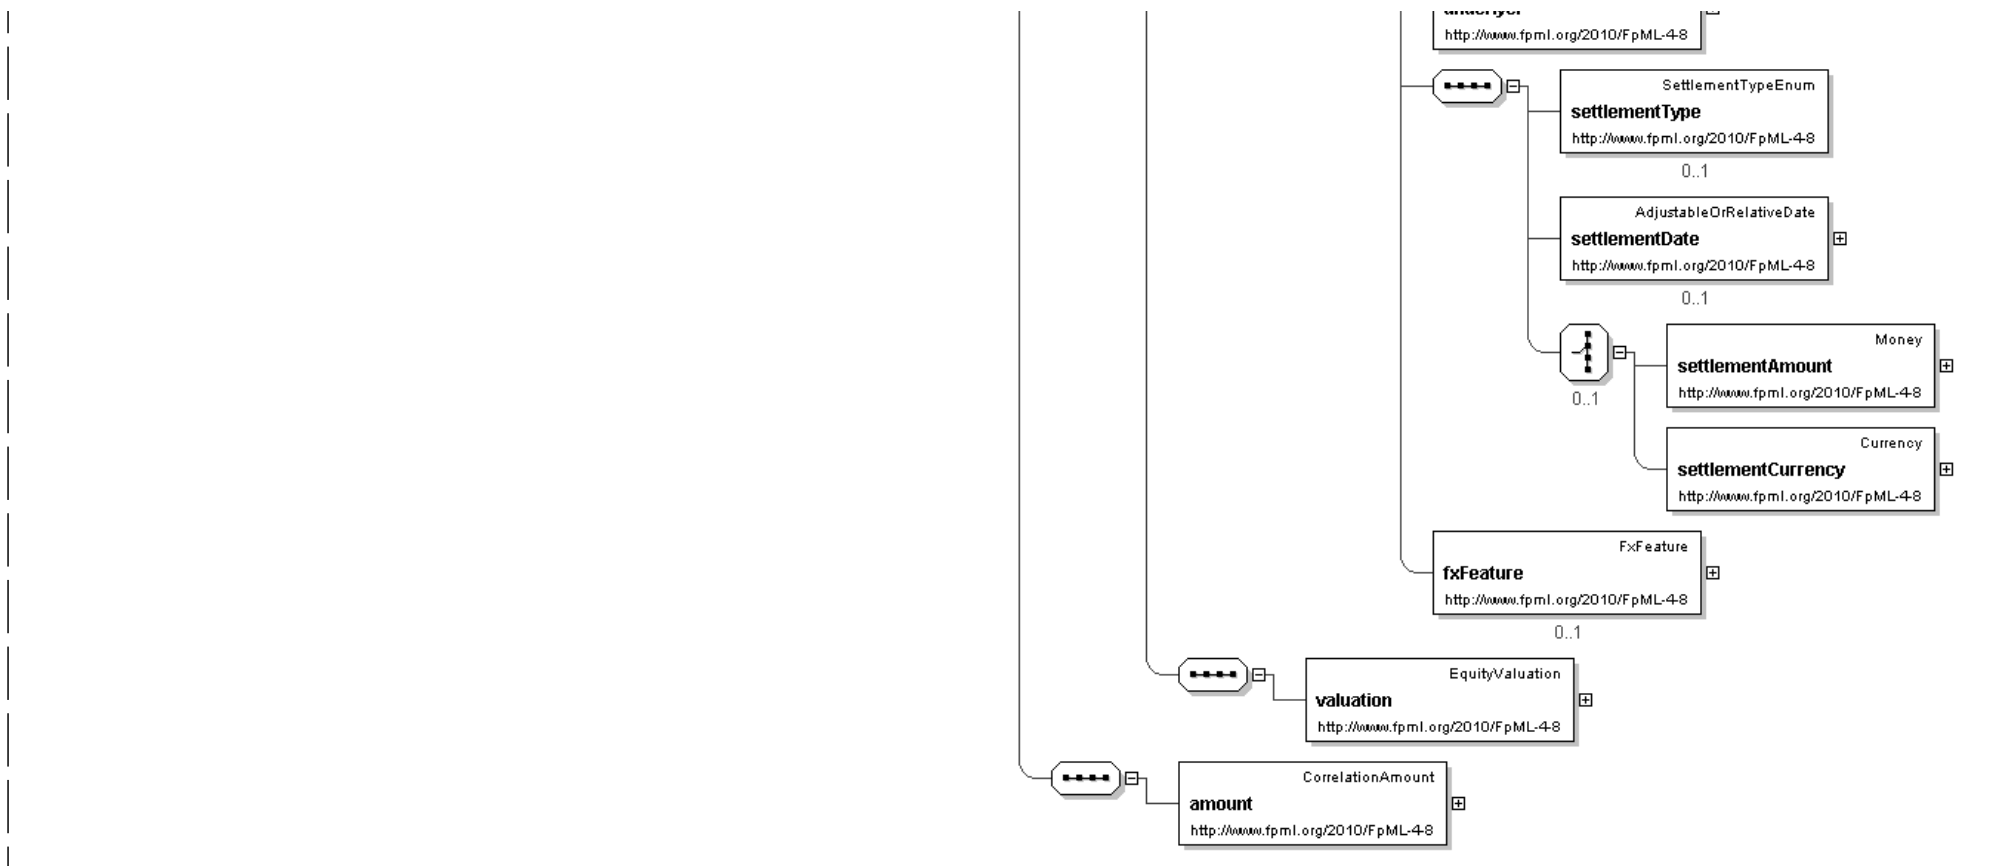 underlyer
http://www.fpml.org/2010/FpML-4-8
SettlementTypeEnum
settlementType
http://www.fpml.org/2010/FpML-4-8
0..1
AdjustableOrRelativeDate
settlementDate
http://www.fpml.org/2010/FpML-4-8
0..1
Money
settlementAmount
http://www.fpml.org/2010/FpML-4-8
0..1
Currency
settlementCurrency
http://www.fpml.org/2010/FpML-4-8
FxFeature
fxFeature
http://www.fpml.org/2010/FpML-4-8
0..1
EquityValuation
valuation
http://www.fpml.org/2010/FpML-4-8
CorrelationAmount
amount
http://www.fpml.org/2010/FpML-4-8